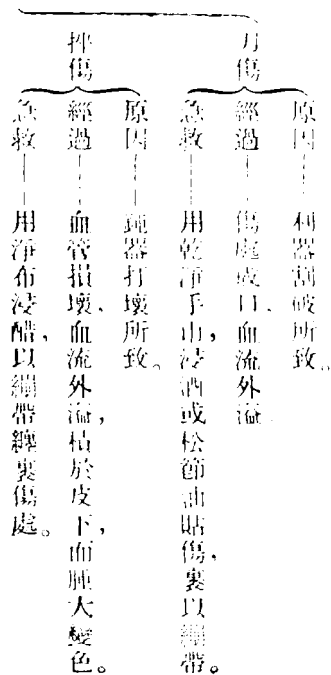 刀傷
原因——利器割破所致。
經過——傷處成口,血流外溢
急救——用乾淨手巾,浸酒或松節油貼傷,裹以綳帶。
挫傷
原因——鈍器打壞所致。
經過——血管損壞、血流外溢,積於皮下,而腫大變色。
急救——用淨布浸醋,以綳帶纏裹傷處。